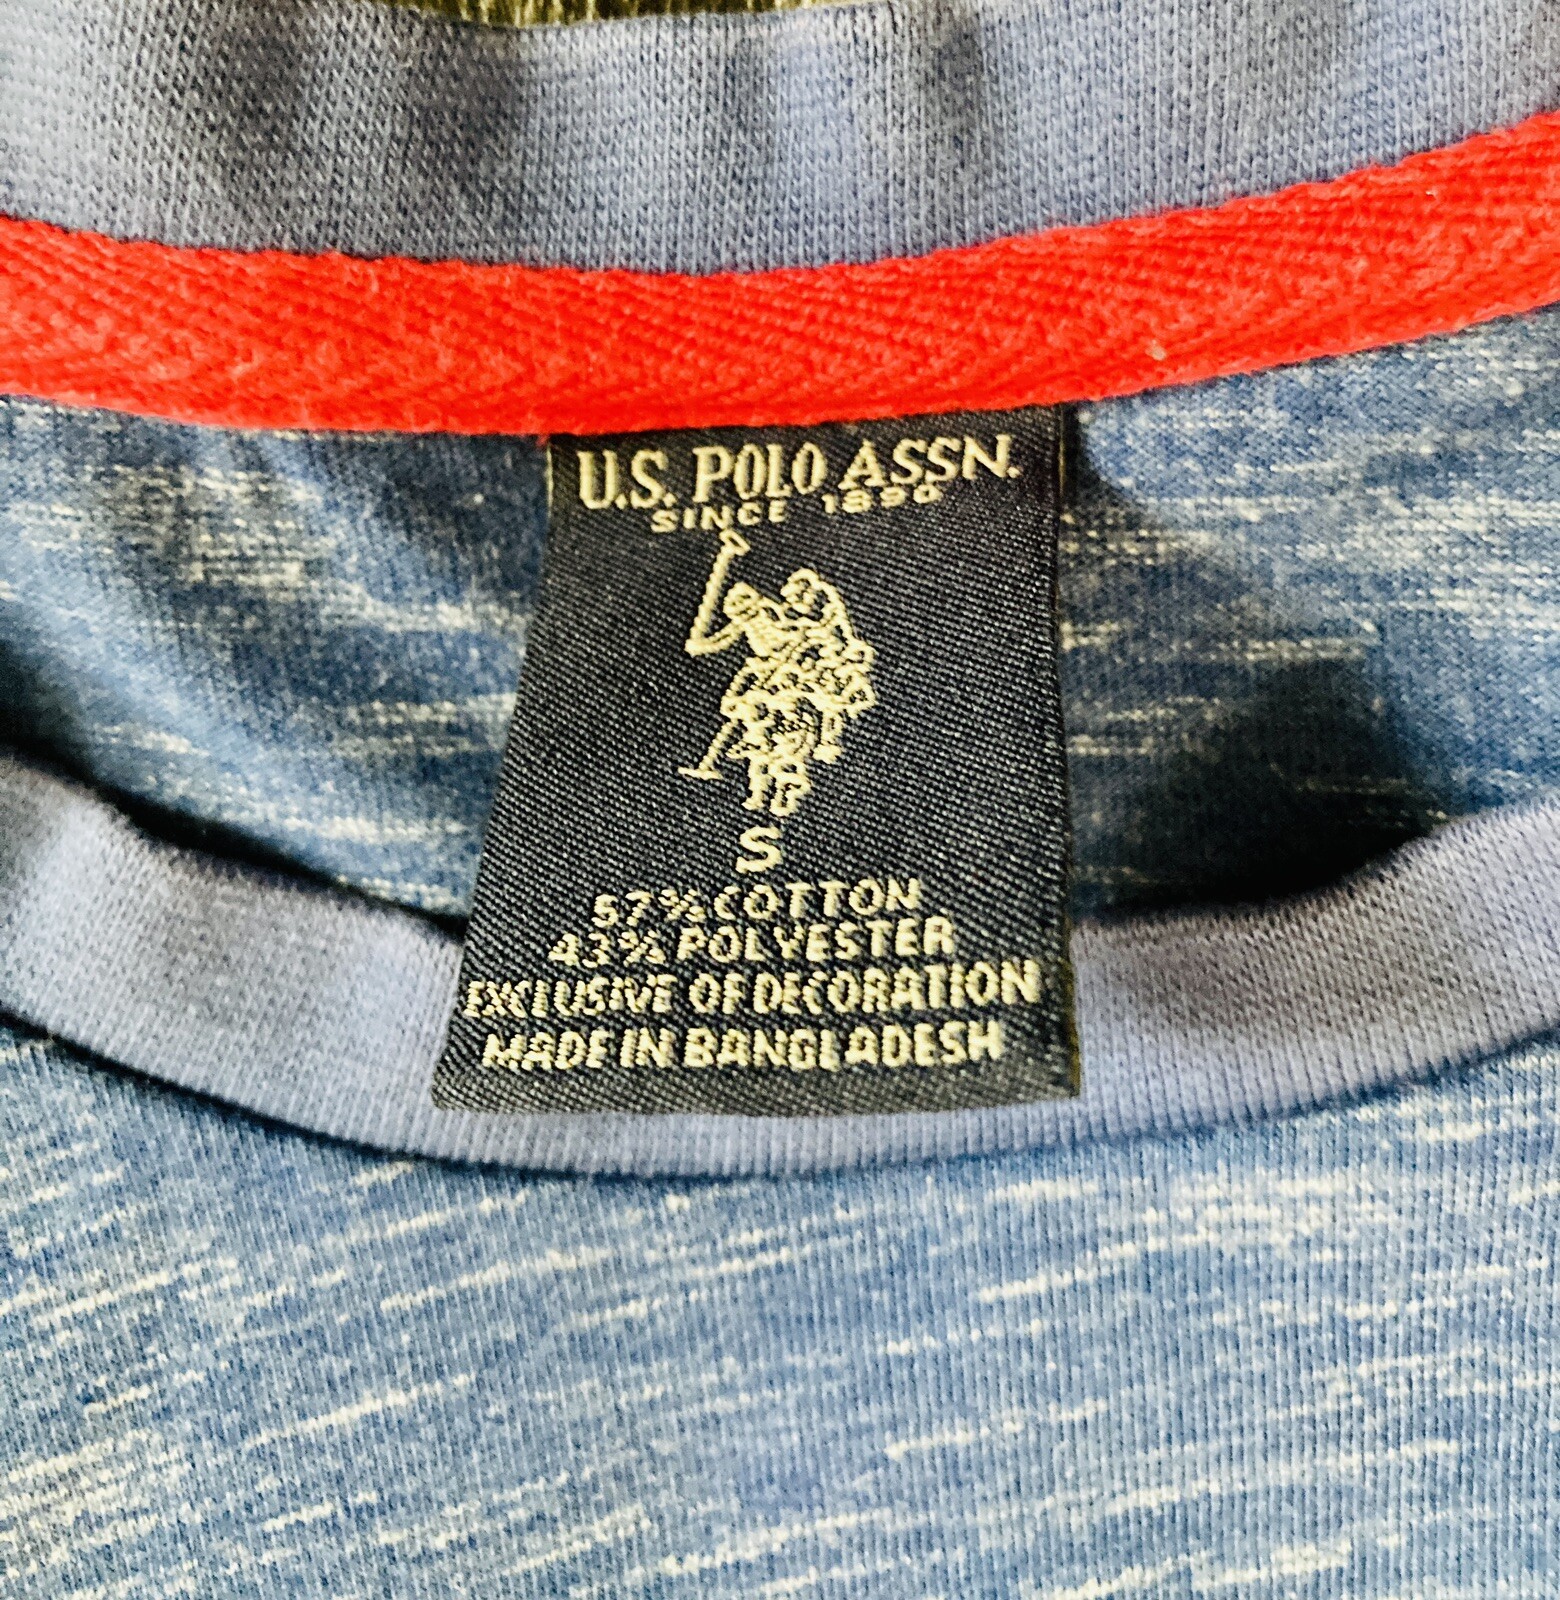 U.S. POLO ASSN.
SINCE 1890
S
57% COTTON
43% POLYESTER
EXCLUSIVE OF DECORATION
MADE IN BANGLADESH